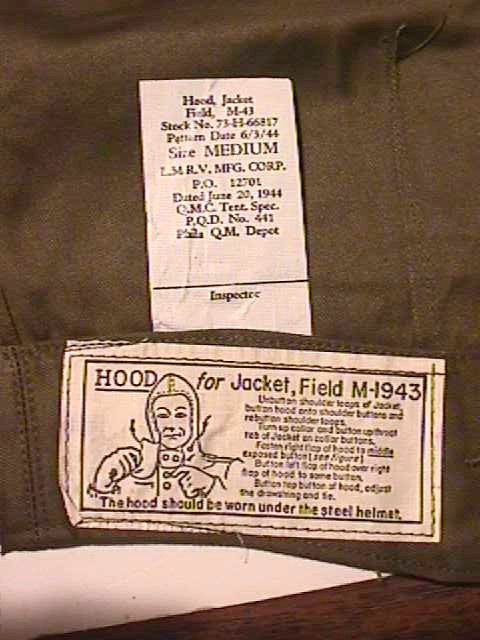 Hood, Jacket
Field, M-43
Stock No. 73-H-66817
Pattern Date 6/3/44
Size MEDIUM
R.V. MFG. CORP.
P.O. 12701
Dated June 20, 1944
Q.M.C. Tent. Spec.
P.Q.D. No. 441
Phila Q.M. Depot
Inspector
HOOD for Jacket, Field M-1943
Unbutton shoulder loops of Jacket,
button hood onto shoulder buttons and
rebutton shoulder loops.
Turn up collar and button upthroat
tab of Jacket on collar buttons.
Fasten right flap of hood to middle
exposed button (see figure)
Button left flap of hood over right
flap of hood to same button.
Button top button of hood, adjust
the drawstring and tie.
The hood should be worn under the steel helmet.